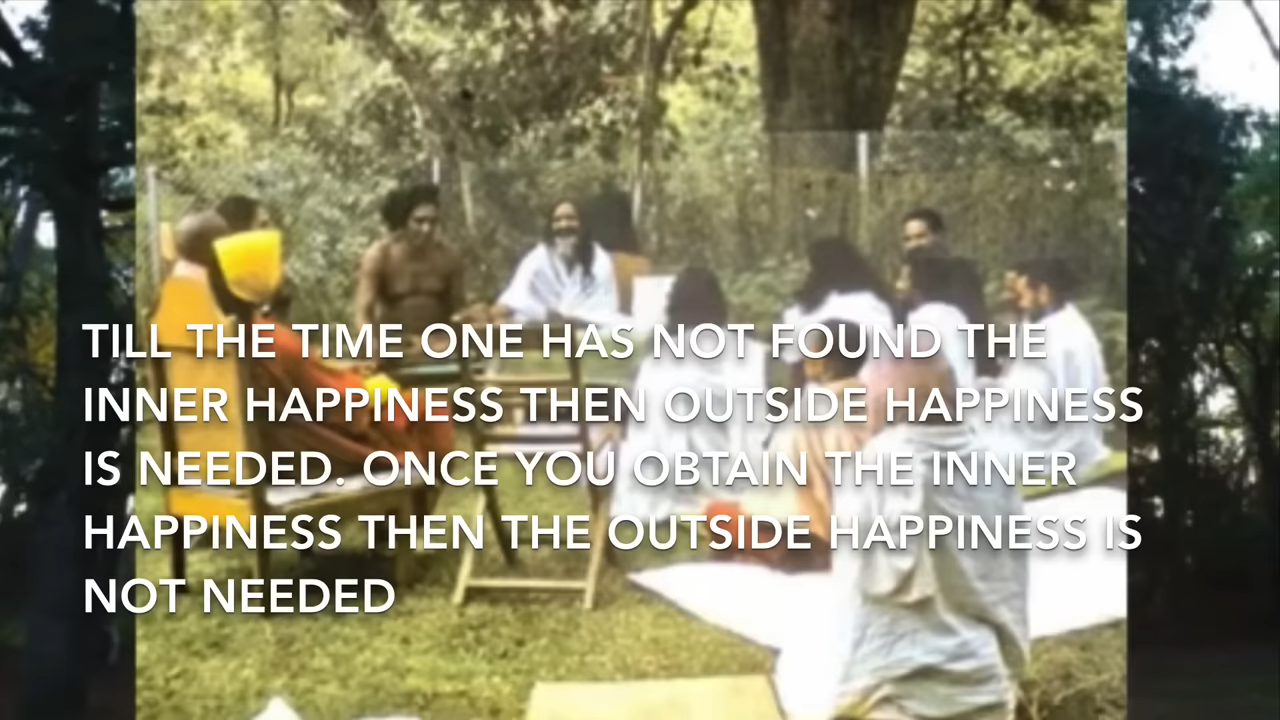 TILL THE TIME ONE HAS NOT FOUND THE
INNER HAPPINESS THEN OUTSIDE HAPPINESS
IS NEEDED. ONCE YOU OBTAIN THE INNER
HAPPINESS THEN THE OUTSIDE HAPPINESS IS
NOT NEEDED